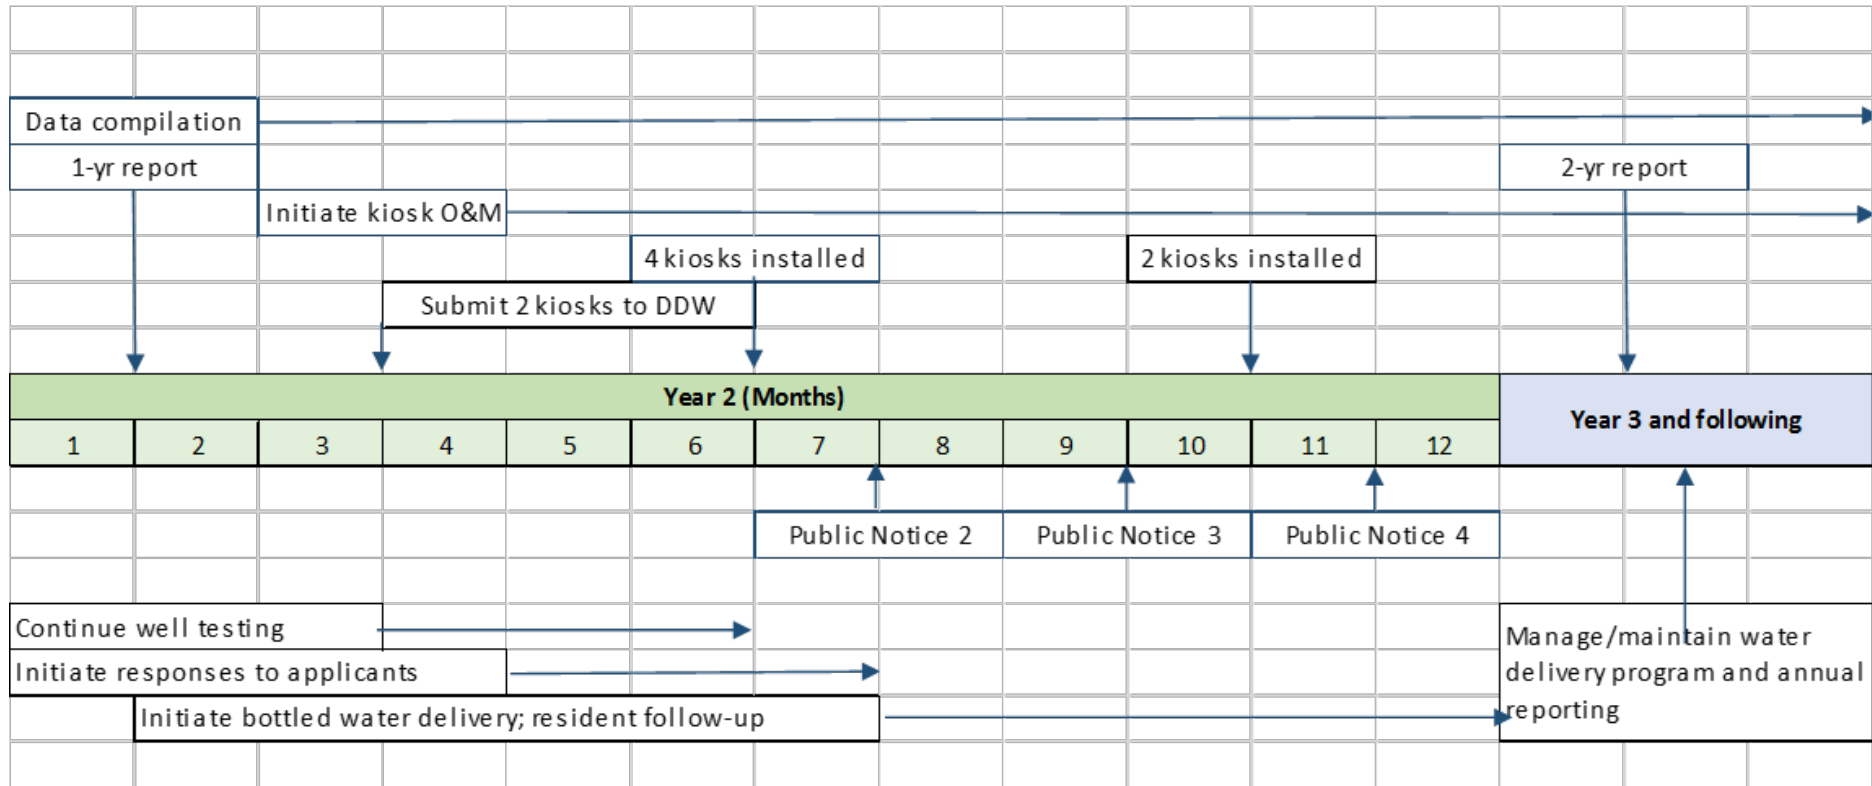 Data compilation
1-yr report
2-yr report
Initiate kiosk O&M
4 kiosks installed
2 kiosks installed
Submit 2 kiosks to DDW
Year 2 (Months)
Year 3 and following
1 2 3 4 5 6 7 8 9 10 11 12
Public Notice 2
Public Notice 3
Public Notice 4
Continue well testing
Initiate responses to applicants
Initiate bottled water delivery; resident follow-up
Manage/maintain water
delivery program and annual
reporting